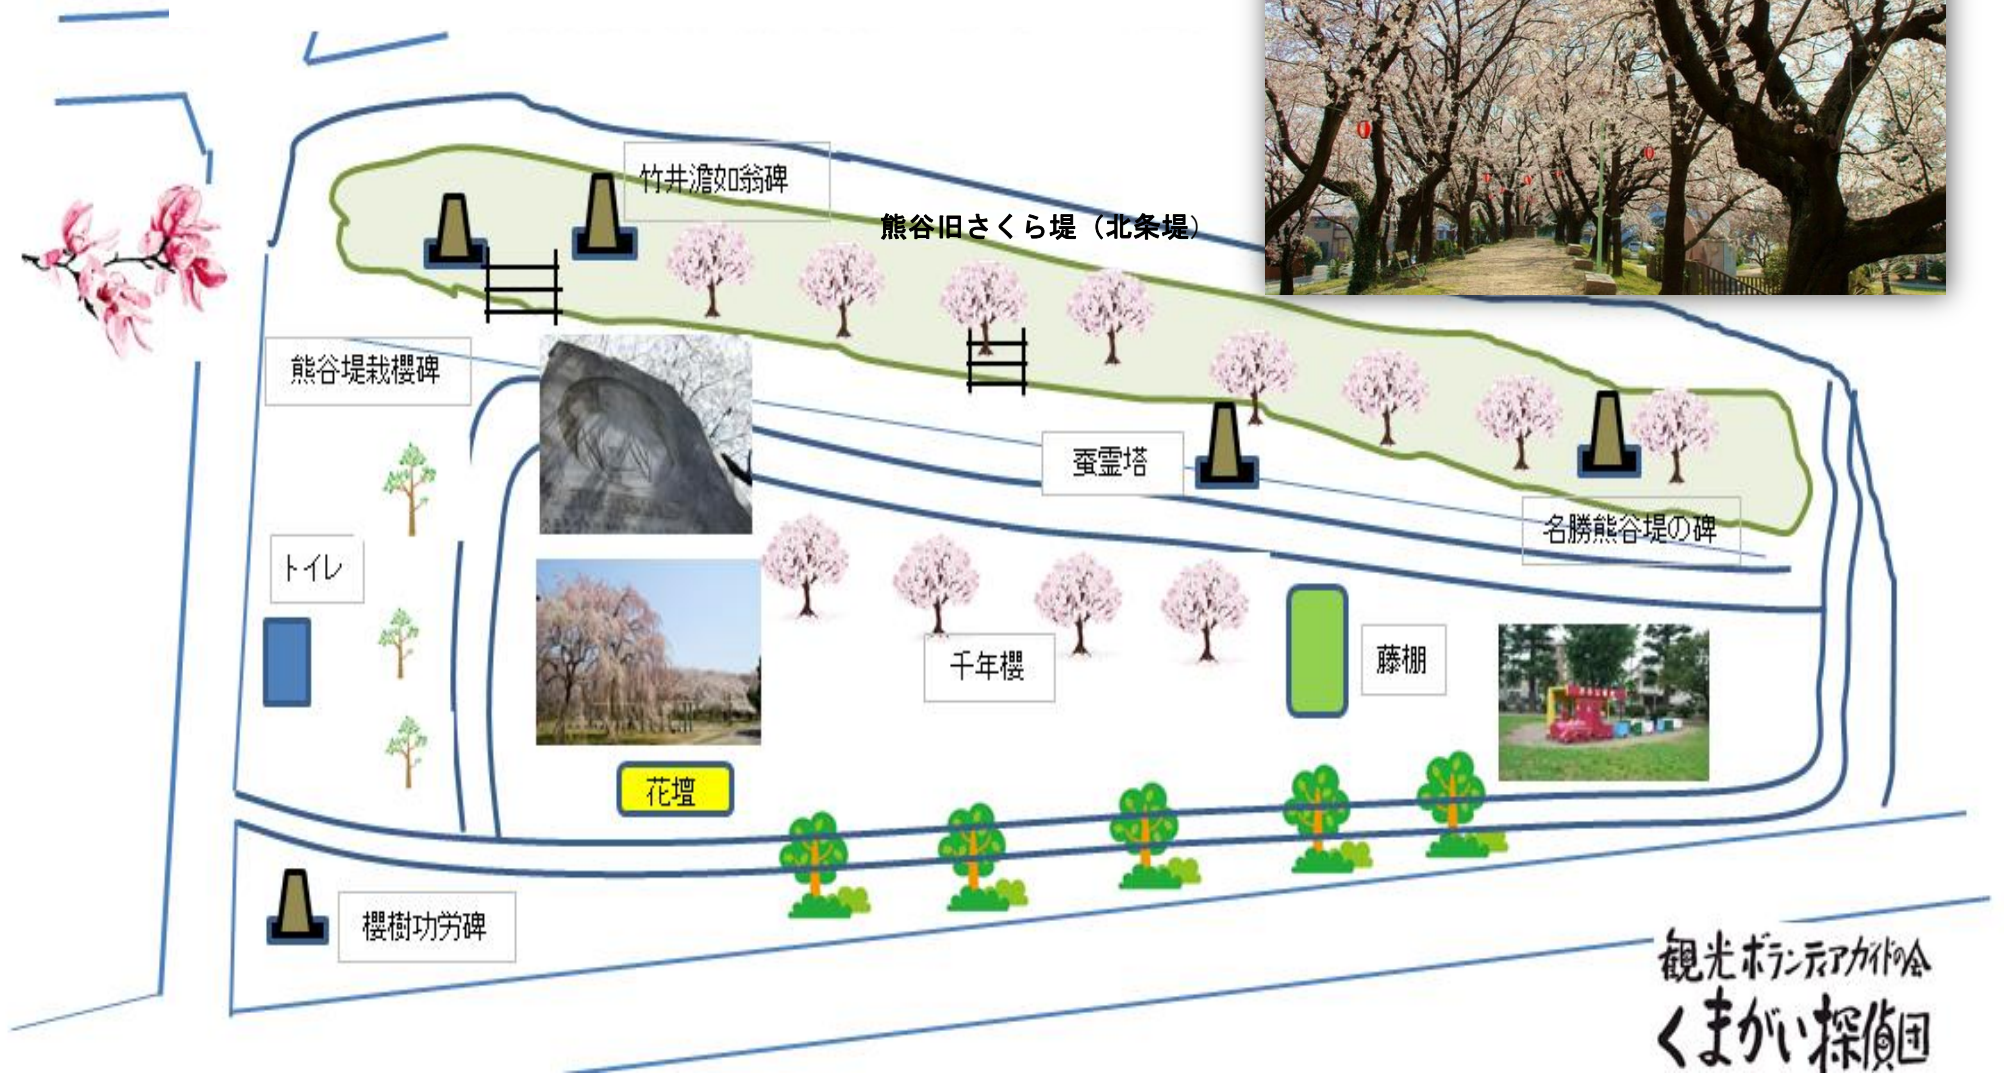 竹井澹如翁碑
熊谷旧さくら堤（北条堤）
熊谷堤栽櫻碑
蚕霊塔
名勝熊谷堤の碑
トイレ
千年櫻
藤棚
花壇
櫻樹功労碑
観光ボランティアガイドの会
くまがい探偵団